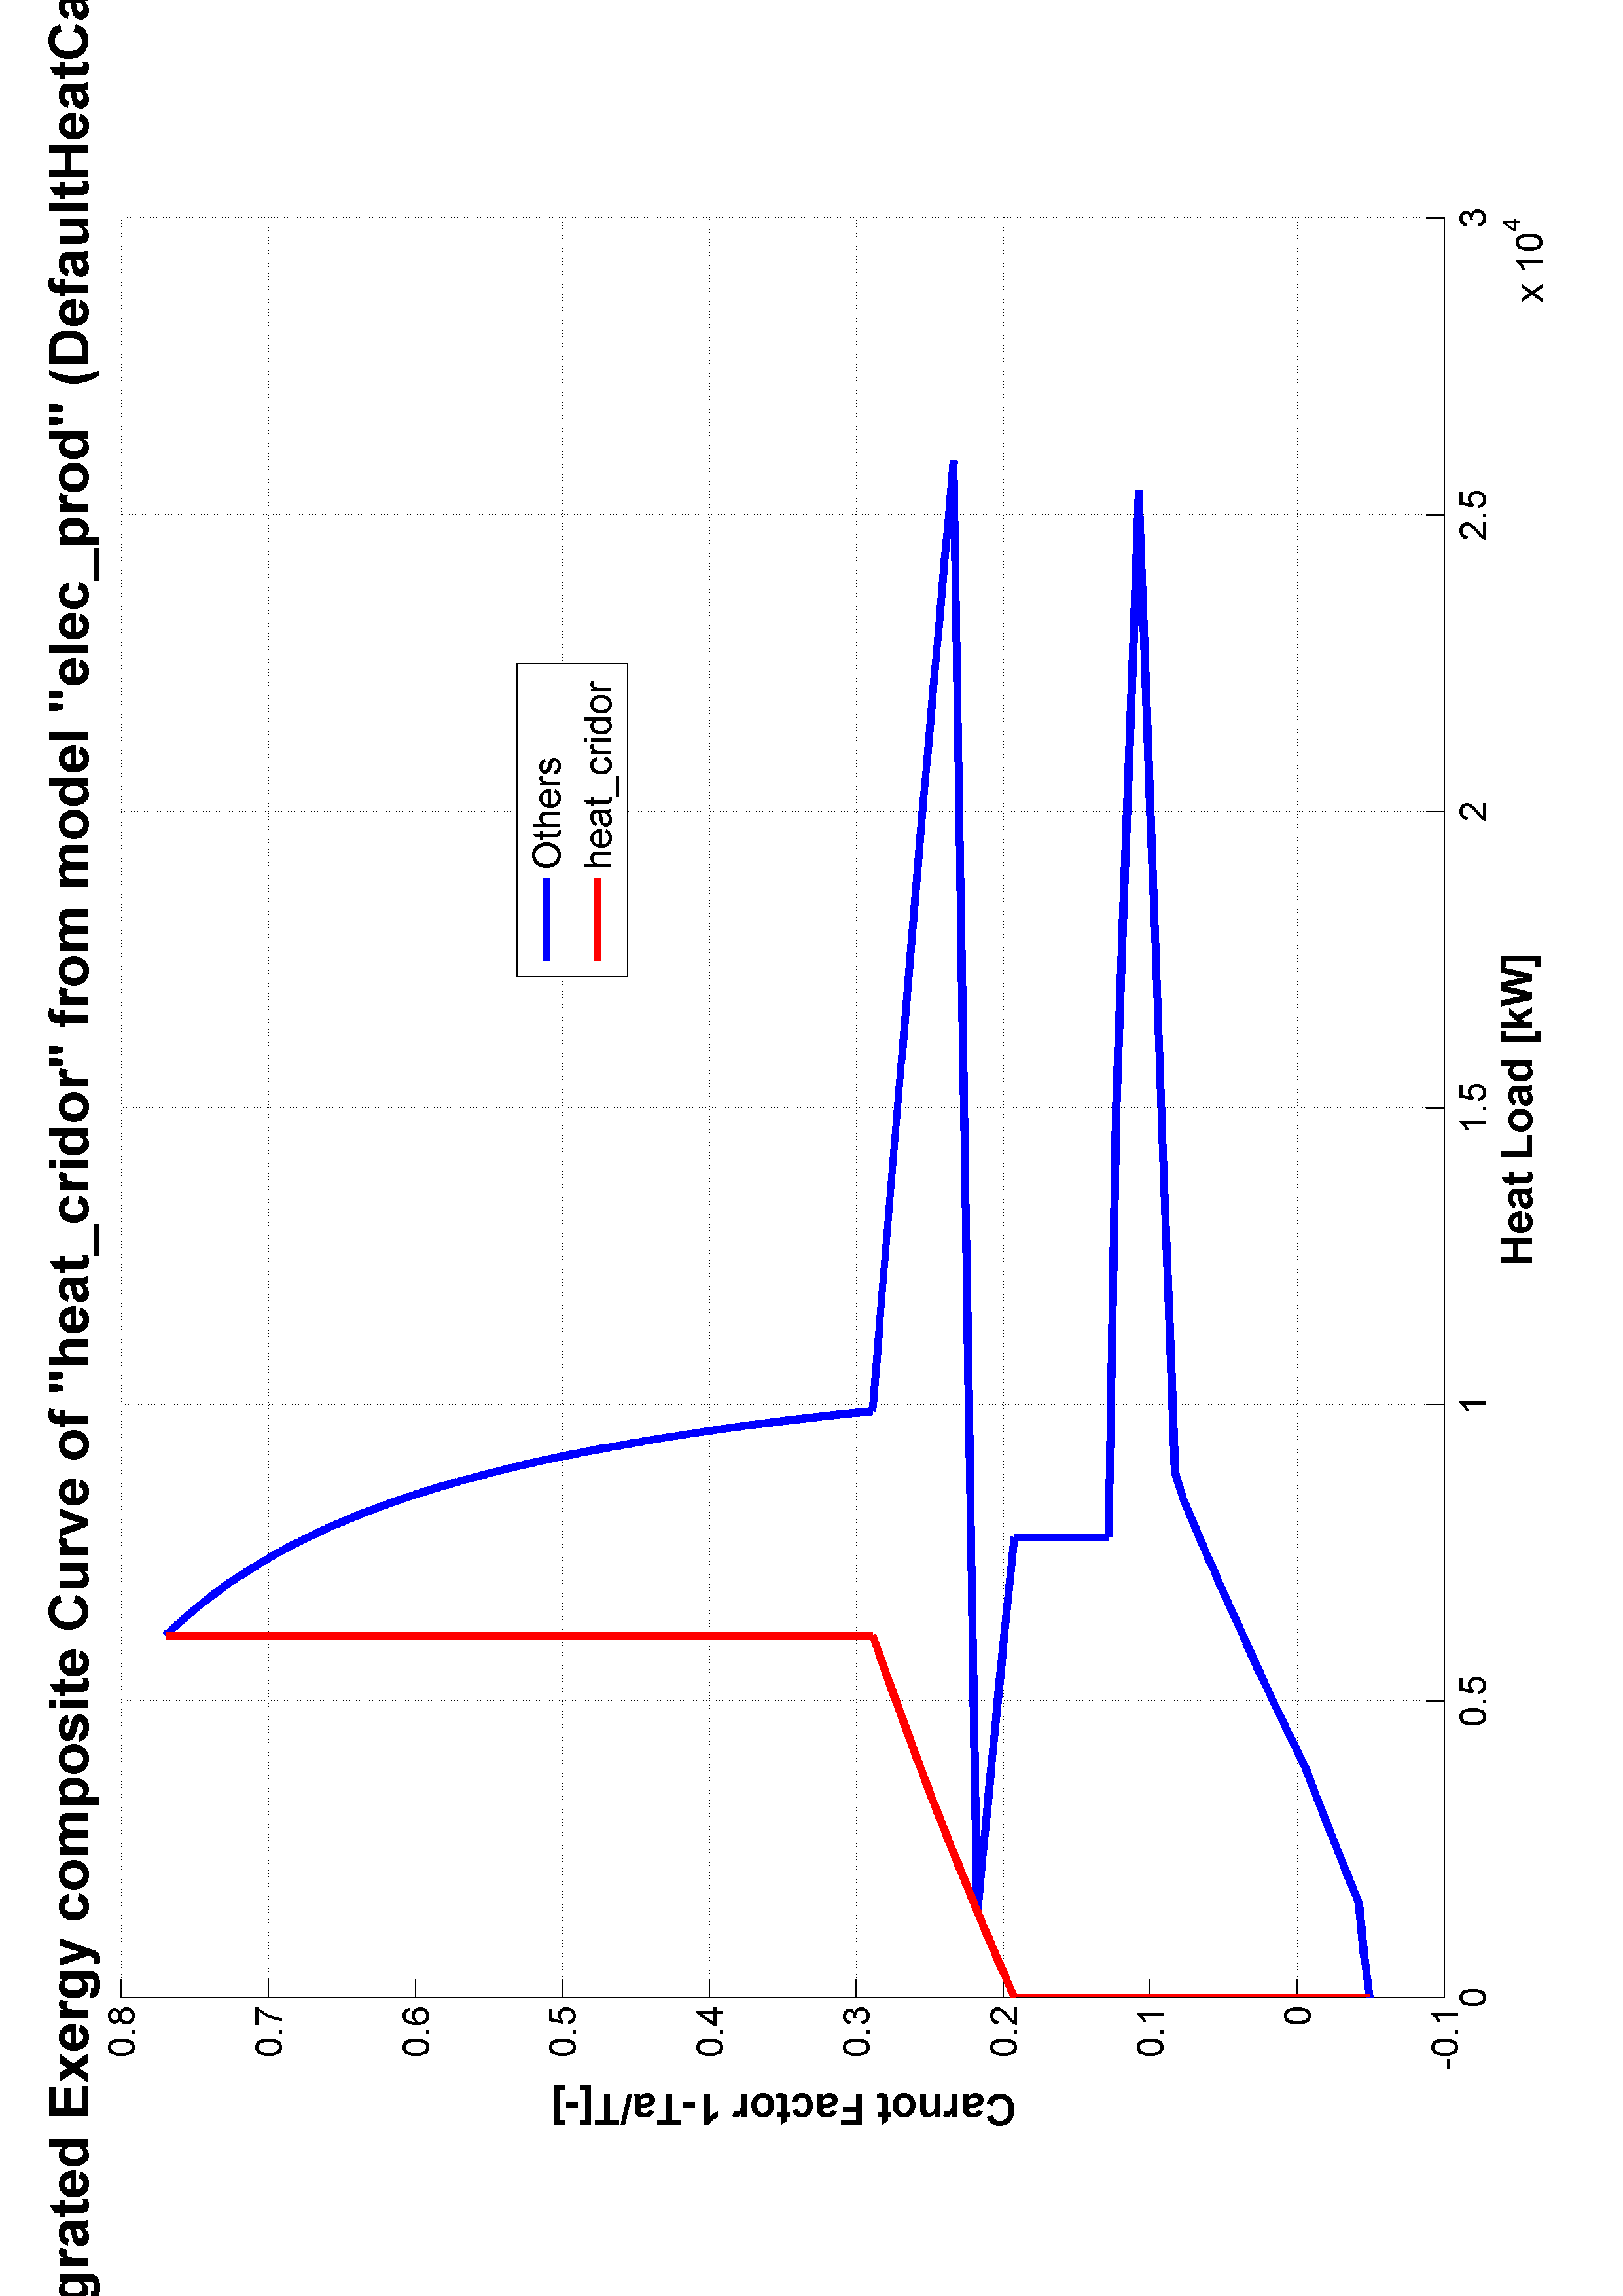 grated Exergy composite Curve of "heat_cridor" from model "elec_prod" (DefaultHeatCa
0.8
0.7
0.6
0.5
0.4
0.3
0.2
0.1
0
-0.1
Carnot Factor 1-Ta/T[-]
Others
heat_cridor
0 0.5 1 1.5 2 2.5 3
x 10^4
Heat Load [kW]